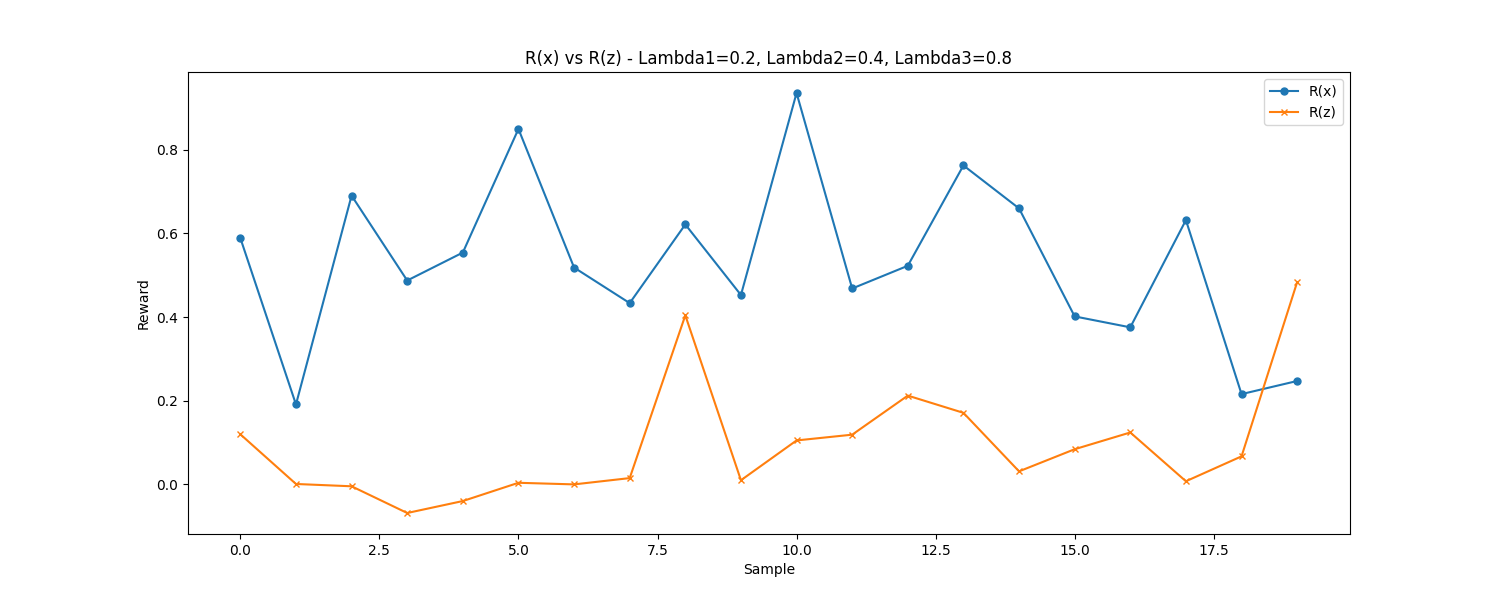 R(x) vs R(z) - Lambda1=0.2, Lambda2=0.4, Lambda3=0.8
R(x)
R(z)
Reward
0.8
0.6
0.4
0.2
0.0
0.0 2.5 5.0 7.5 10.0 12.5 15.0 17.5
Sample